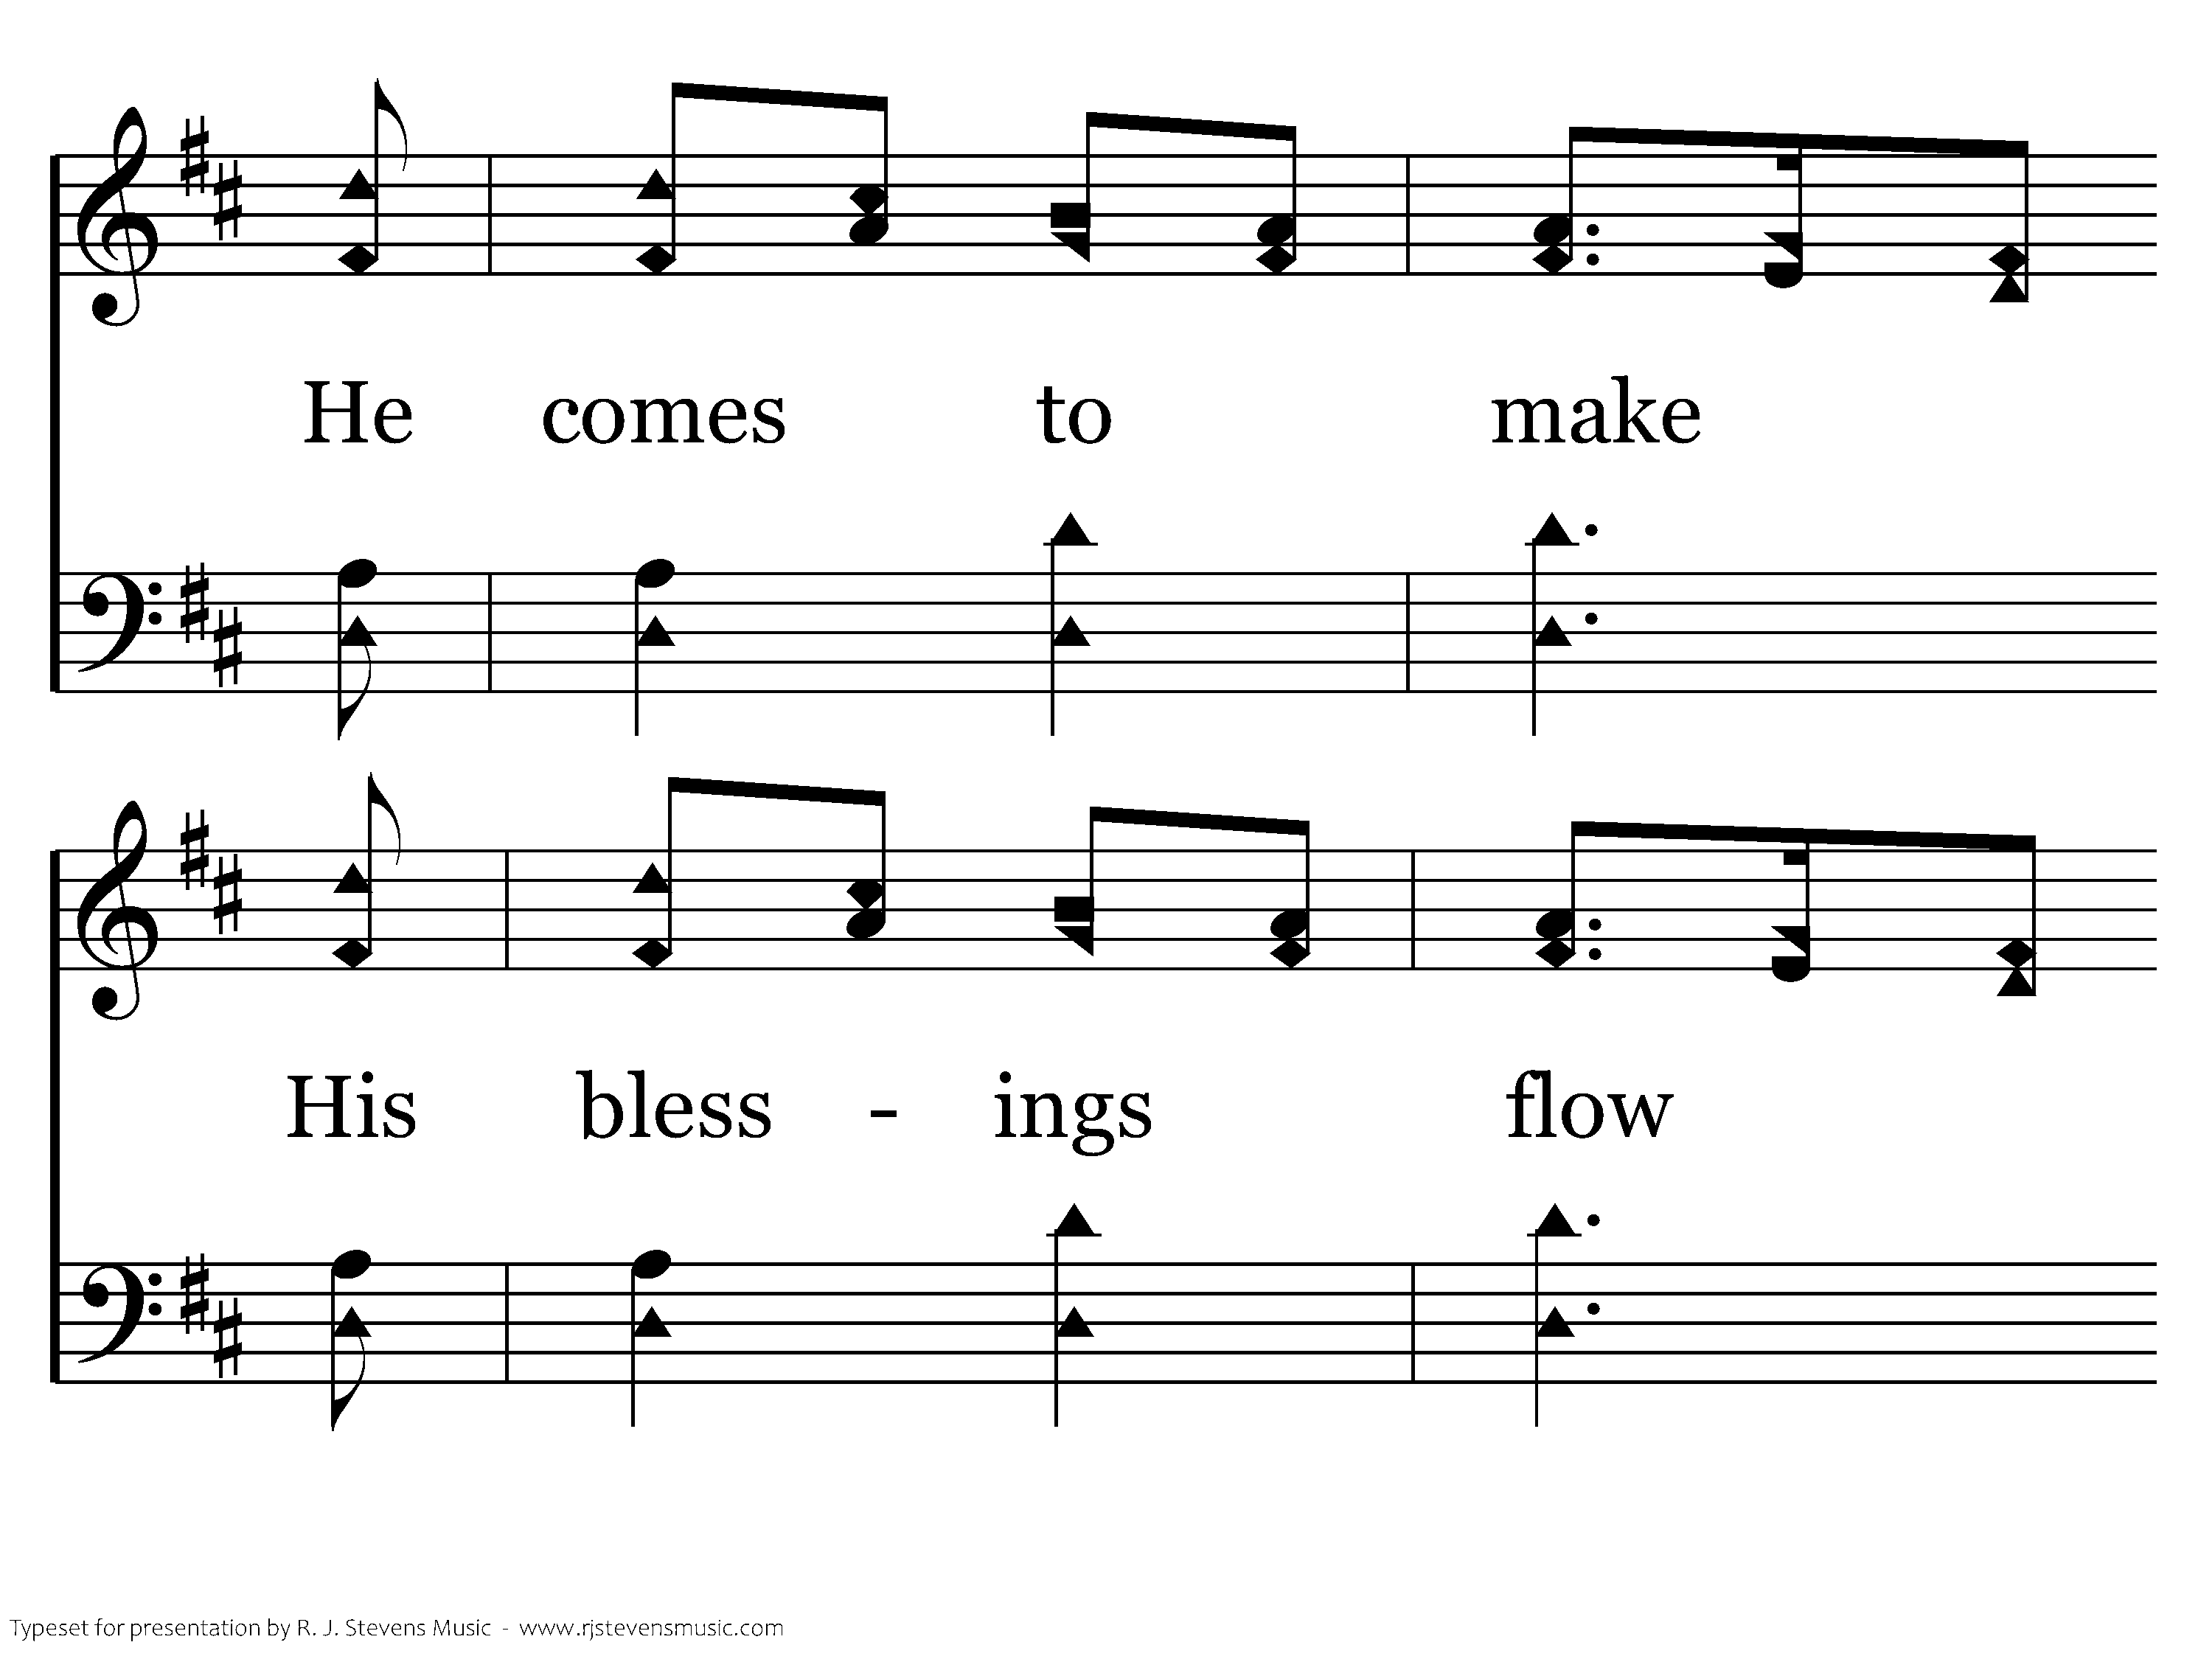 He comes to make
His bless - ings flow
Typeset for presentation by R. J. Stevens Music - www.rjstevensmusic.com